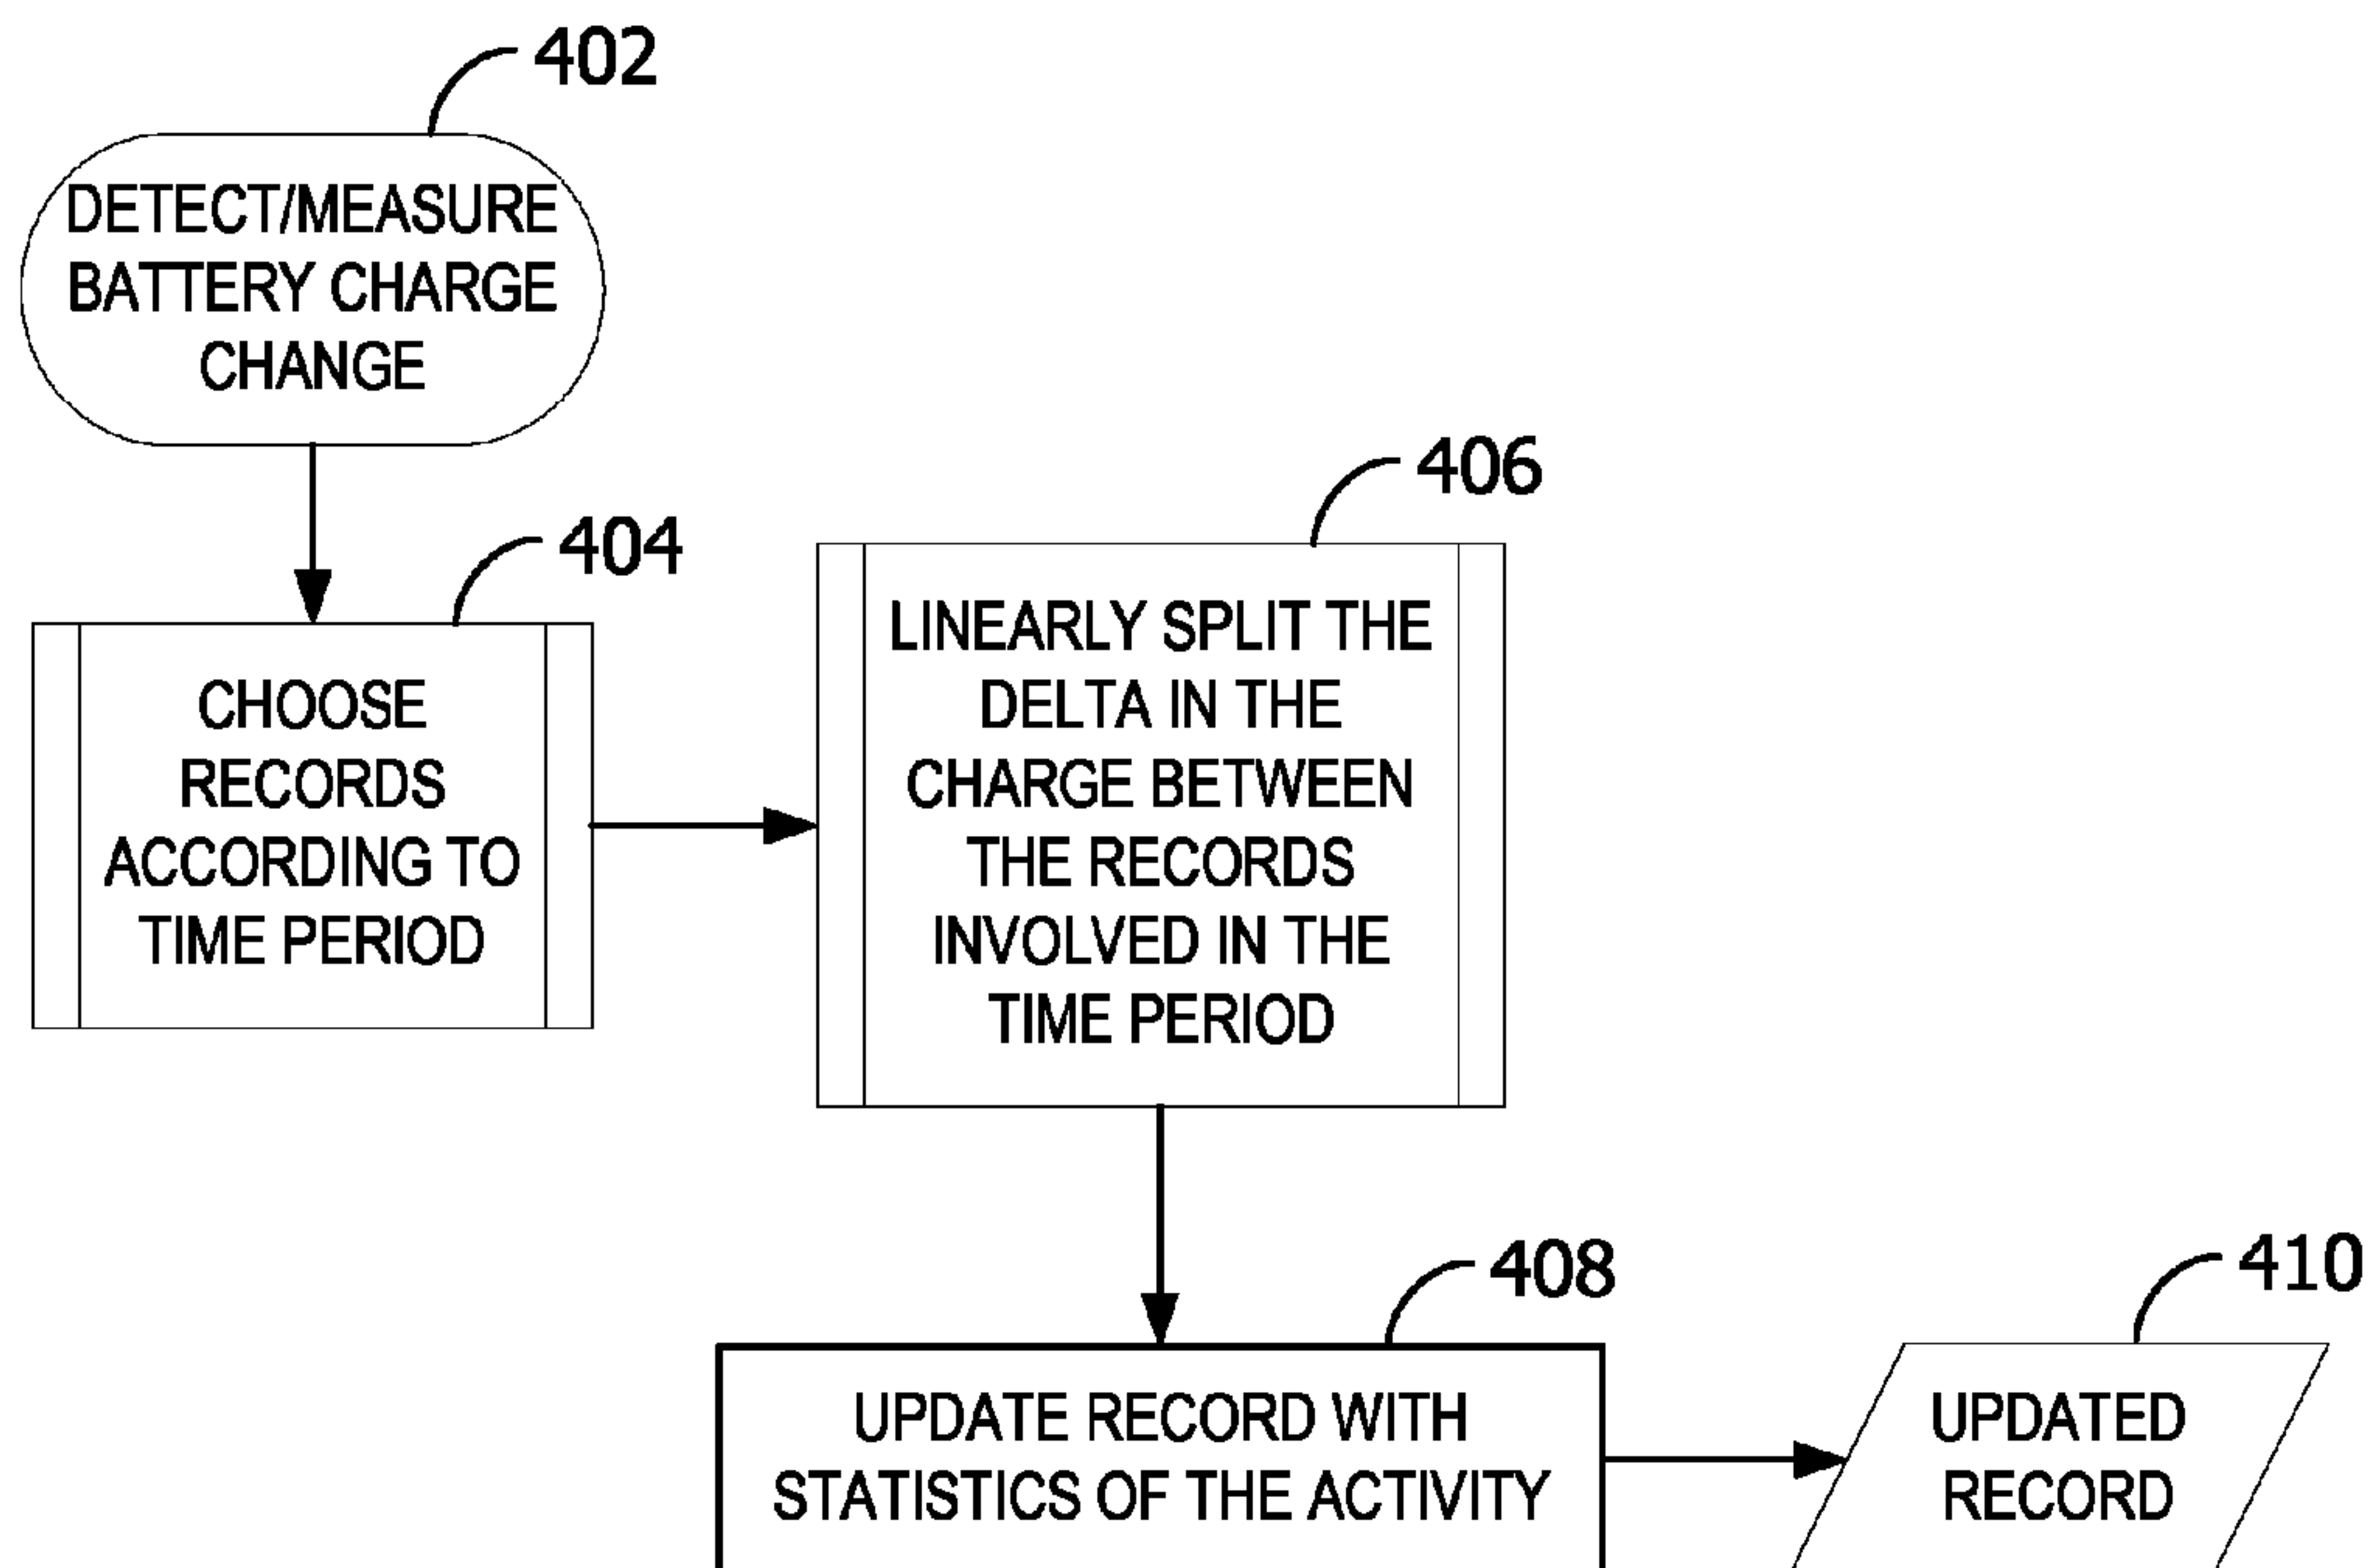 402
DETECT/MEASURE
BATTERY CHARGE
CHANGE
404
CHOOSE
RECORDS
ACCORDING TO
TIME PERIOD
406
LINEARLY SPLIT THE
DELTA IN THE
CHARGE BETWEEN
THE RECORDS
INVOLVED IN THE
TIME PERIOD
408
UPDATE RECORD WITH
STATISTICS OF THE ACTIVITY
410
UPDATED
RECORD